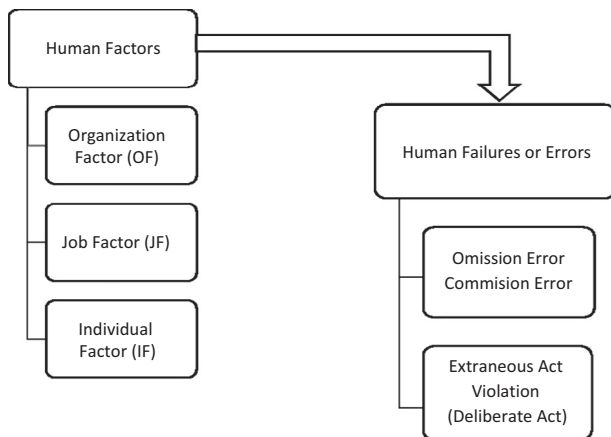 Human Factors
Organization
Factor (OF)
Job Factor (JF)
Individual
Factor (IF)
Human Failures or Errors
Omission Error
Commision Error
Extraneous Act
Violation
(Deliberate Act)